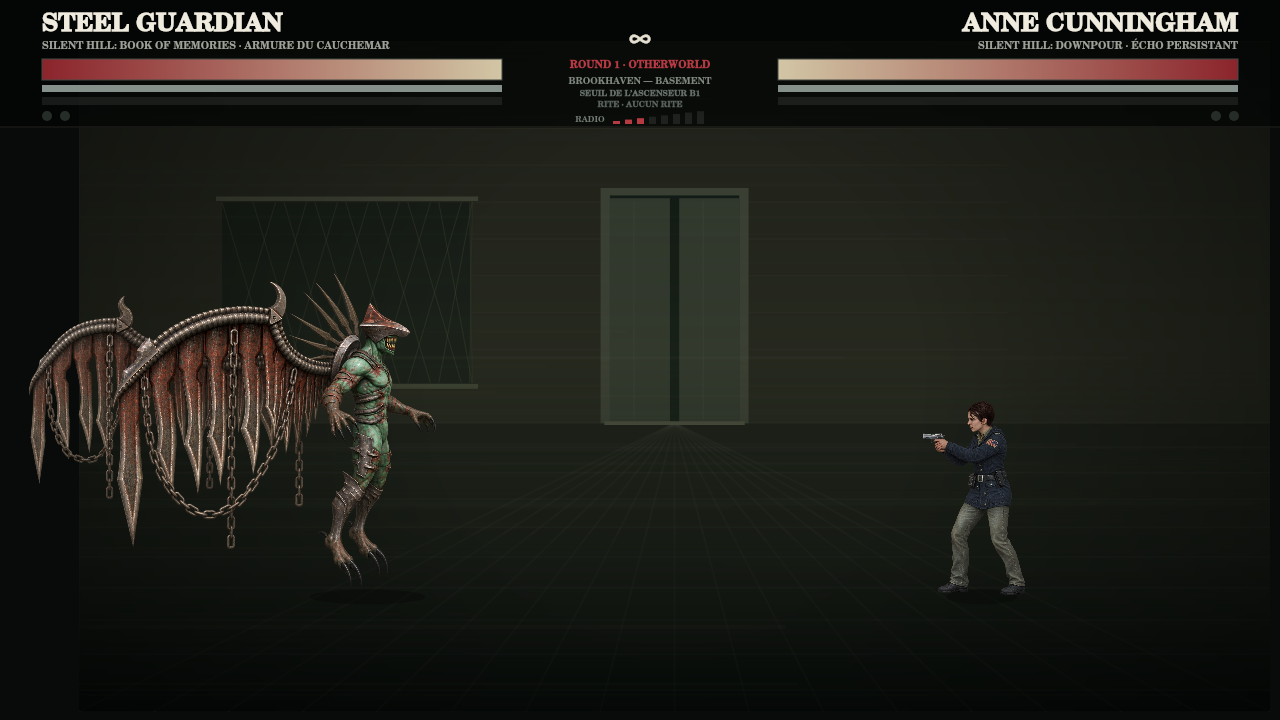 STEEL GUARDIAN
SILENT HILL: BOOK OF MEMORIES · ARMURE DU CAUCHEMAR
∞
ROUND 1 · OTHERWORLD
BROOKHAVEN — BASEMENT
SEUIL DE L'ASCENSEUR B1
RITE · AUCUN RITE
RADIO
ANNE CUNNINGHAM
SILENT HILL: DOWNPOUR · ÉCHO PERSISTANT